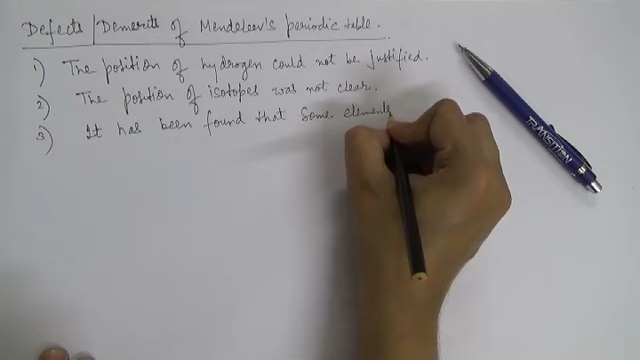 Defects/Demerits of Mendeleev's periodic table.
1) The position of hydrogen could not be justified.
2) The position of isotopes was not clear.
3) It has been found that some elements
TRANSITION